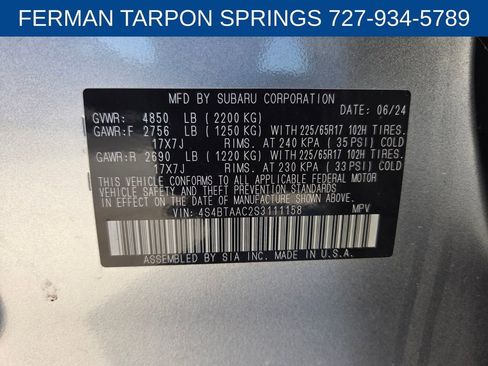 FERMAN TARPON SPRINGS 727-934-5789
MFD BY SUBARU CORPORATION
DATE: 06/24
GVWR: 4850 LB (2200 KG)
GAWR:F 2756 LB (1250 KG) WITH 225/65R17 102H TIRES.
17X7J RIMS. AT 240 KPA (35 PSI) COLD
GAWR:R 2690 LB (1220 KG) WITH 225/65R17 102H TIRES.
17X7J RIMS. AT 230 KPA (33 PSI) COLD
THIS VEHICLE CONFORMS TO ALL APPLICABLE FEDERAL MOTOR
VEHICLE SAFETY AND THEFT PREVENTION STANDARDS
IN EFFECT ON THE DATE OF MANUFACTURE SHOWN ABOVE.
VIN: 4S4BTAAC2S3111158 MPV
ASSEMBLED BY SIA INC. MADE IN U.S.A.